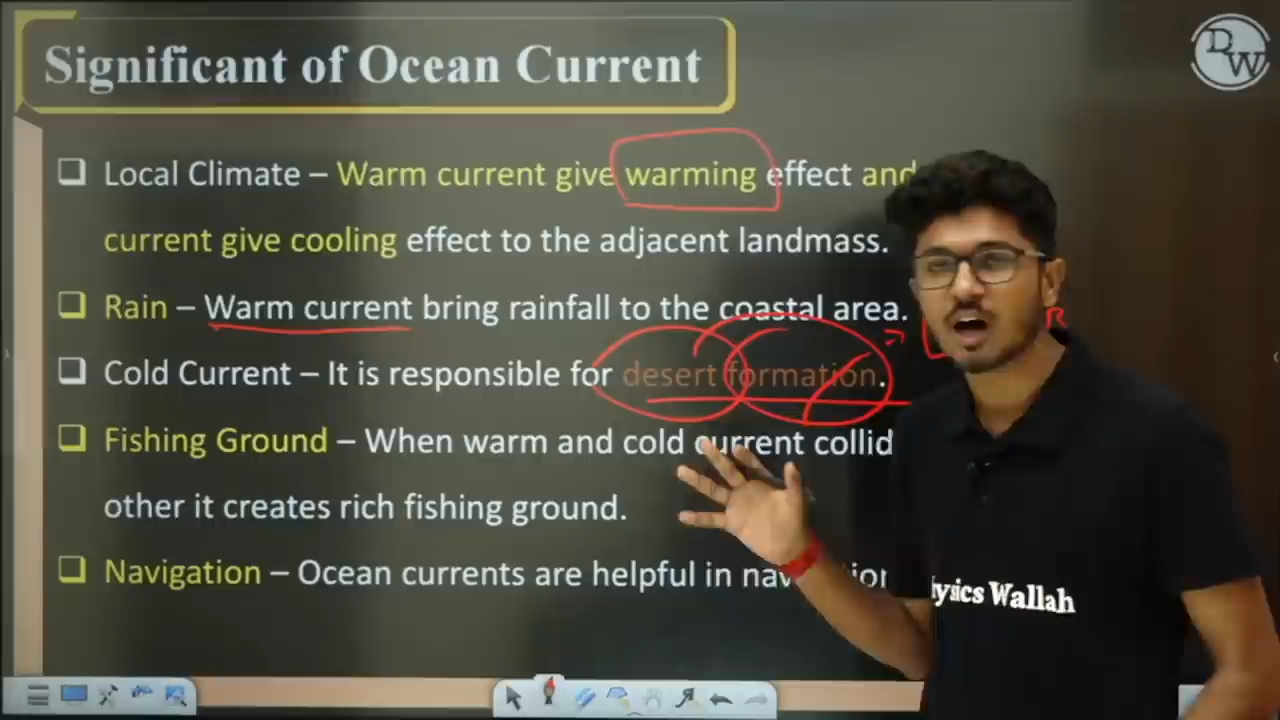 Significant of Ocean Current
PW
Local Climate – Warm current give warming effect and
current give cooling effect to the adjacent landmass.
Rain – Warm current bring rainfall to the coastal area.
R
Cold Current – It is responsible for desert formation.
Fishing Ground – When warm and cold current collid
other it creates rich fishing ground.
Navigation – Ocean currents are helpful in
ysics Wallah